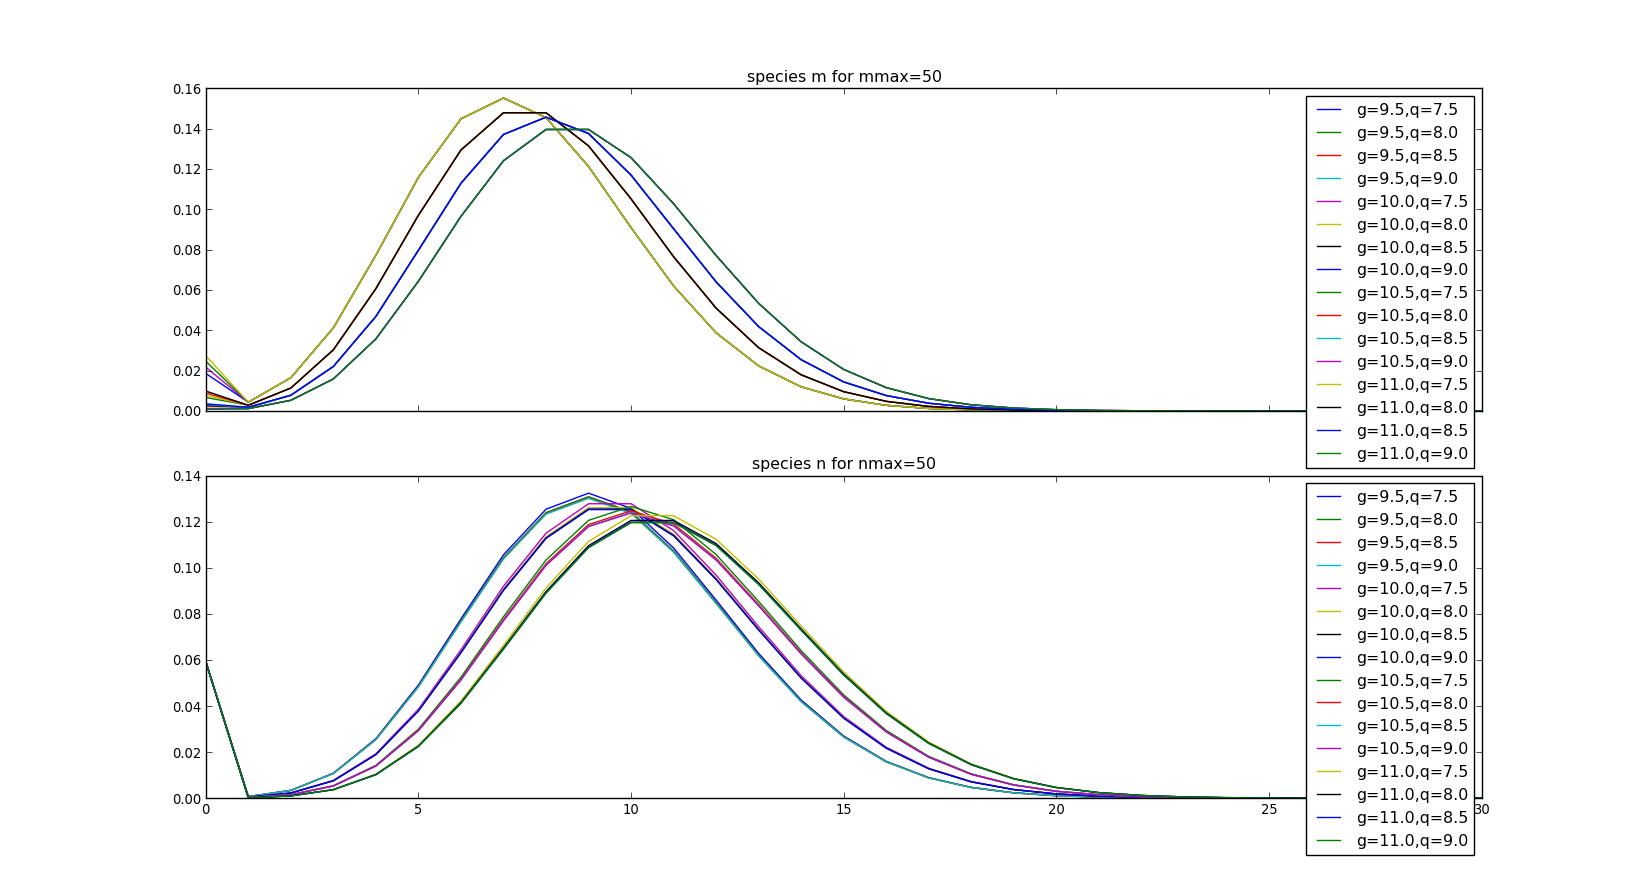 species m for mmax=50
0.16
0.14
0.12
0.10
0.08
0.06
0.04
0.02
0.00
g=9.5,q=7.5
g=9.5,q=8.0
g=9.5,q=8.5
g=9.5,q=9.0
g=10.0,q=7.5
g=10.0,q=8.0
g=10.0,q=8.5
g=10.0,q=9.0
g=10.5,q=7.5
g=10.5,q=8.0
g=10.5,q=8.5
g=10.5,q=9.0
g=11.0,q=7.5
g=11.0,q=8.0
g=11.0,q=8.5
g=11.0,q=9.0
species n for nmax=50
0.14
0.12
0.10
0.08
0.06
0.04
0.02
0.00
g=9.5,q=7.5
g=9.5,q=8.0
g=9.5,q=8.5
g=9.5,q=9.0
g=10.0,q=7.5
g=10.0,q=8.0
g=10.0,q=8.5
g=10.0,q=9.0
g=10.5,q=7.5
g=10.5,q=8.0
g=10.5,q=8.5
g=10.5,q=9.0
g=11.0,q=7.5
g=11.0,q=8.0
g=11.0,q=8.5
g=11.0,q=9.0
0 5 10 15 20 25 30